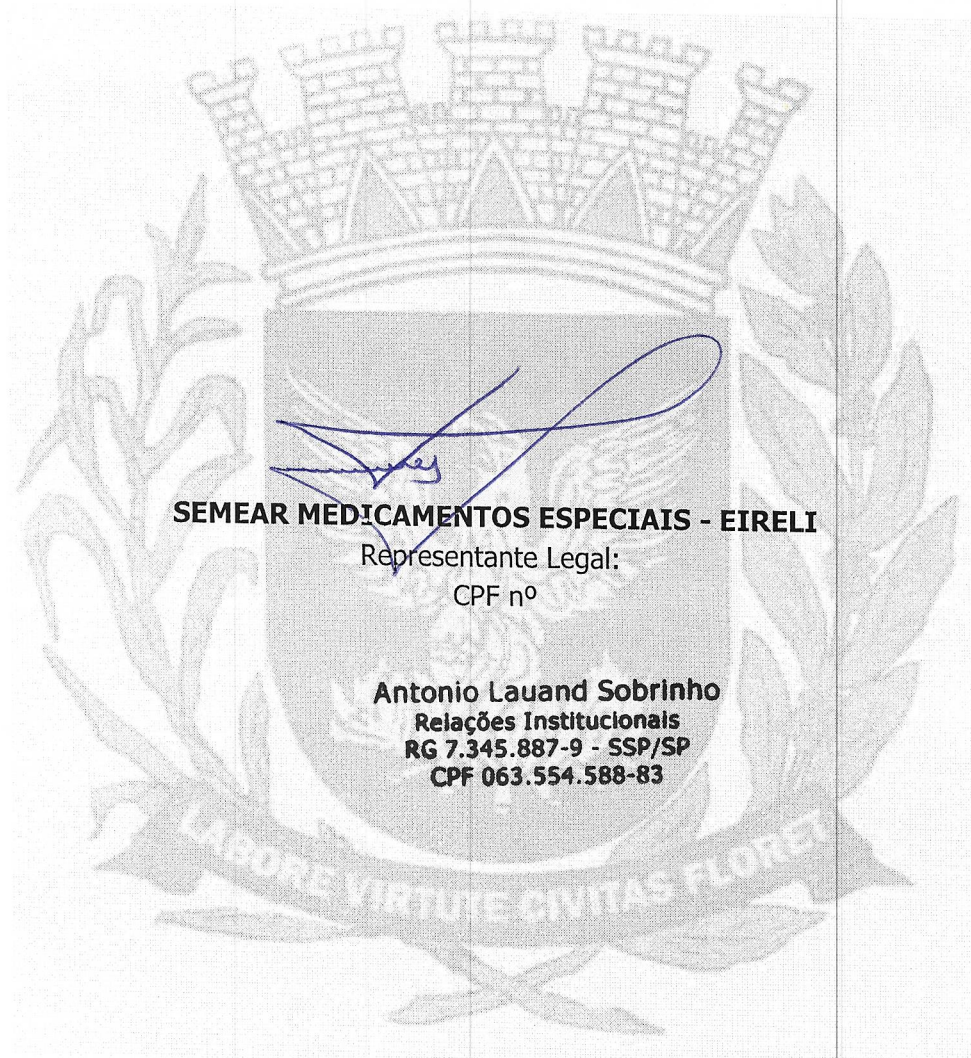 SEMEAR MEDICAMENTOS ESPECIAIS - EIRELI
Representante Legal:
CPF nº
Antonio Lauand Sobrinho
Relações Institucionais
RG 7.345.887-9 - SSP/SP
CPF 063.554.588-83
LABORE VIRTUTE CIVITAS FLORET